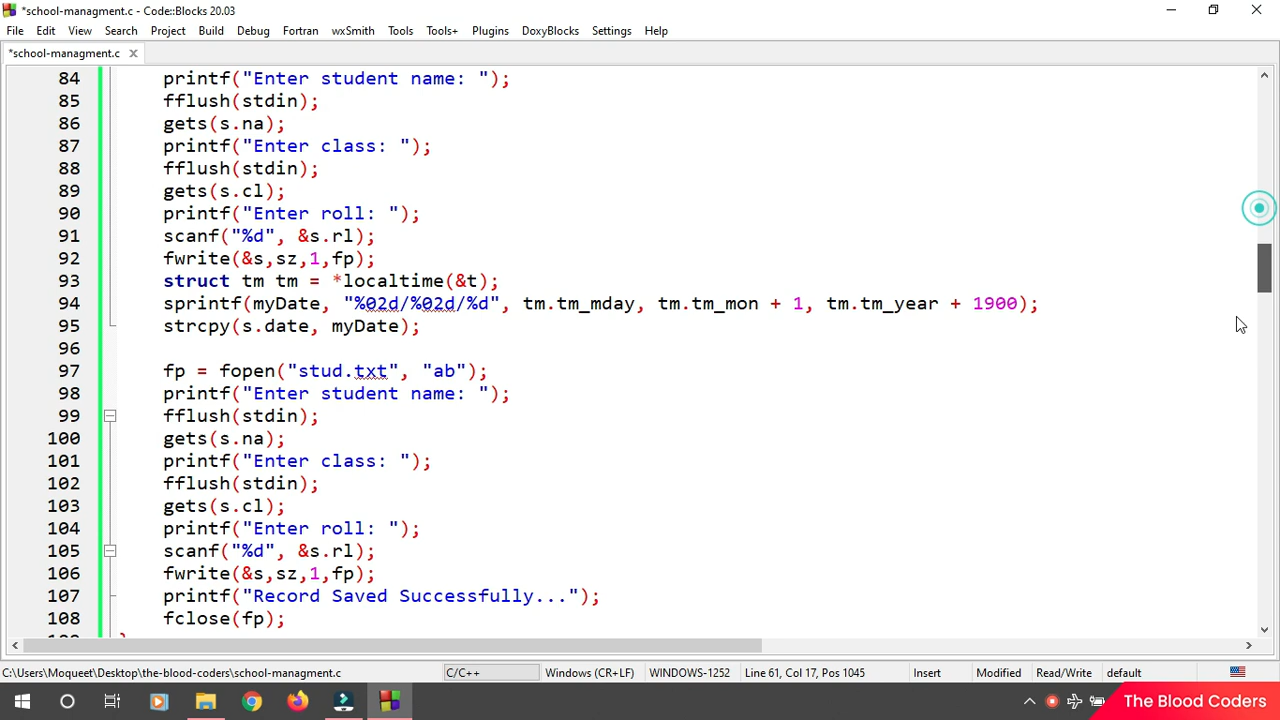 *school-managment.c - Code::Blocks 20.03
File Edit View Search Project Build Debug Fortran wxSmith Tools Tools+ Plugins DoxyBlocks Settings Help
*school-managment.c
84 printf("Enter student name: ");
85 fflush(stdin);
86 gets(s.na);
87 printf("Enter class: ");
88 fflush(stdin);
89 gets(s.cl);
90 printf("Enter roll: ");
91 scanf("%d", &s.rl);
92 fwrite(&s,sz,1,fp);
93 struct tm tm = *localtime(&t);
94 sprintf(myDate, "%02d/%02d/%d", tm.tm_mday, tm.tm_mon + 1, tm.tm_year + 1900);
95 strcpy(s.date, myDate);
96
97 fp = fopen("stud.txt", "ab");
98 printf("Enter student name: ");
99 fflush(stdin);
100 gets(s.na);
101 printf("Enter class: ");
102 fflush(stdin);
103 gets(s.cl);
104 printf("Enter roll: ");
105 scanf("%d", &s.rl);
106 fwrite(&s,sz,1,fp);
107 printf("Record Saved Successfully...");
108 fclose(fp);
C:\Users\Moqueet\Desktop\the-blood-coders\school-managment.c C/C++ Windows (CR+LF) WINDOWS-1252 Line 61, Col 17, Pos 1045 Insert Modified Read/Write default
The Blood Coders